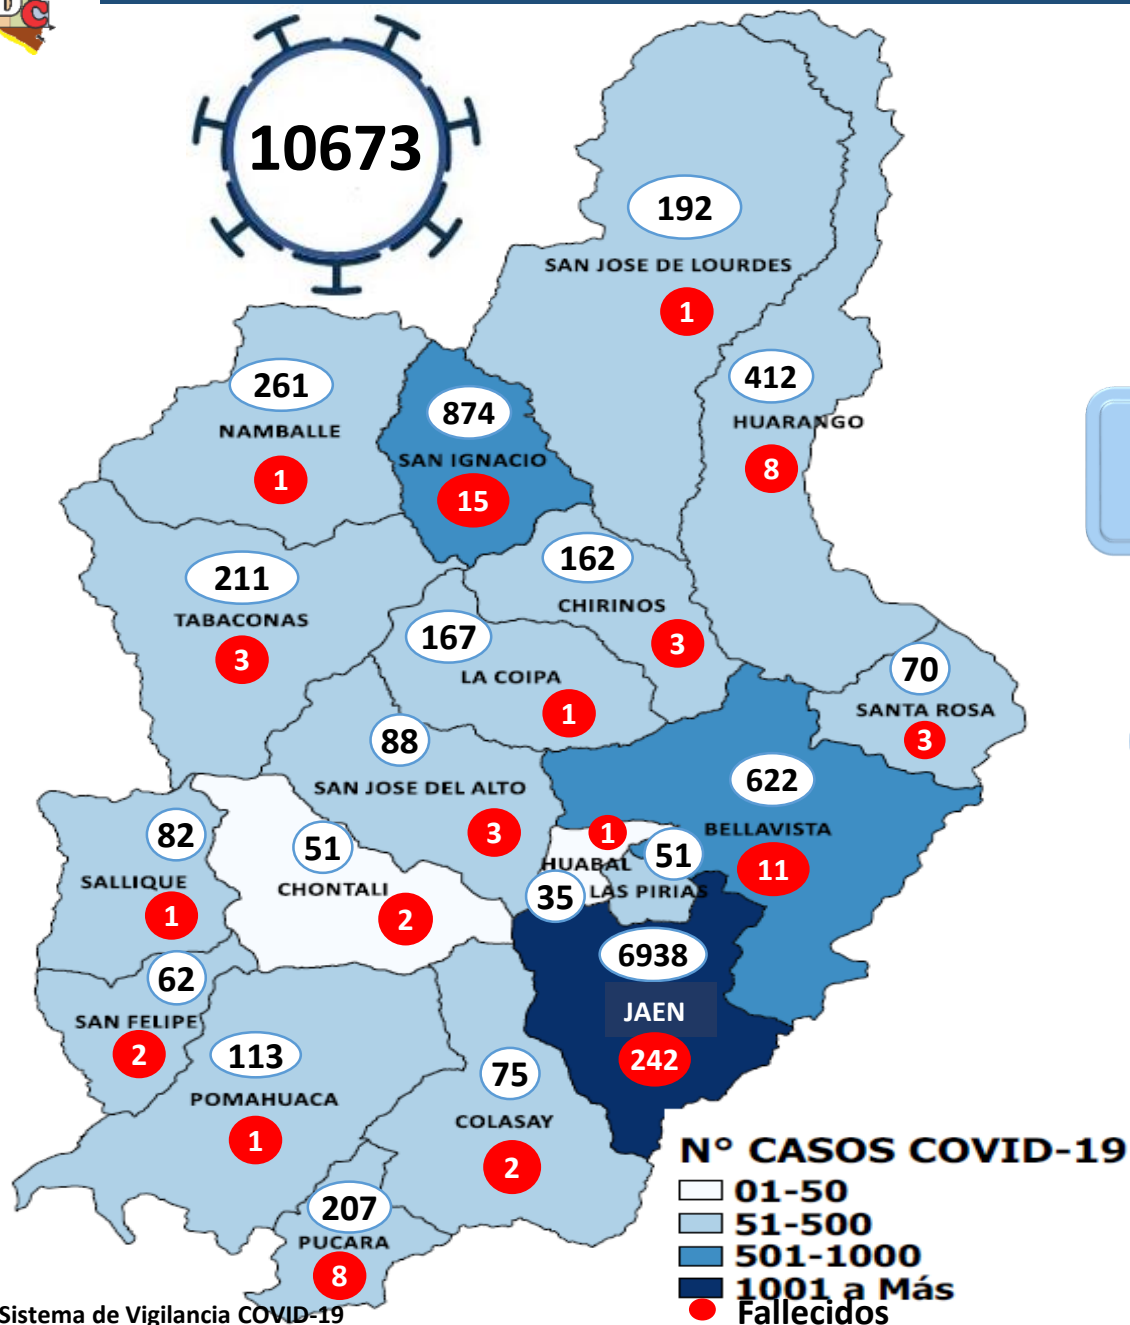 DC
10673
192
SAN JOSE DE LOURDES
1
261
NAMBALLE
1
874
SAN IGNACIO
15
412
HUARANGO
8
211
TABACONAS
3
162
CHIRINOS
3
167
LA COIPA
1
70
SANTA ROSA
3
88
SAN JOSE DEL ALTO
3
622
BELLAVISTA
11
82
SALLIQUE
1
51
CHONTALI
2
1
HUABAL
35
51
LAS PIRIAS
6938
JAEN
242
62
SAN FELIPE
2
113
POMAHUACA
1
75
COLASAY
2
207
PUCARA
8
N° CASOS COVID-19
01-50
51-500
501-1000
1001 a Más
Fallecidos
Sistema de Vigilancia COVID-19